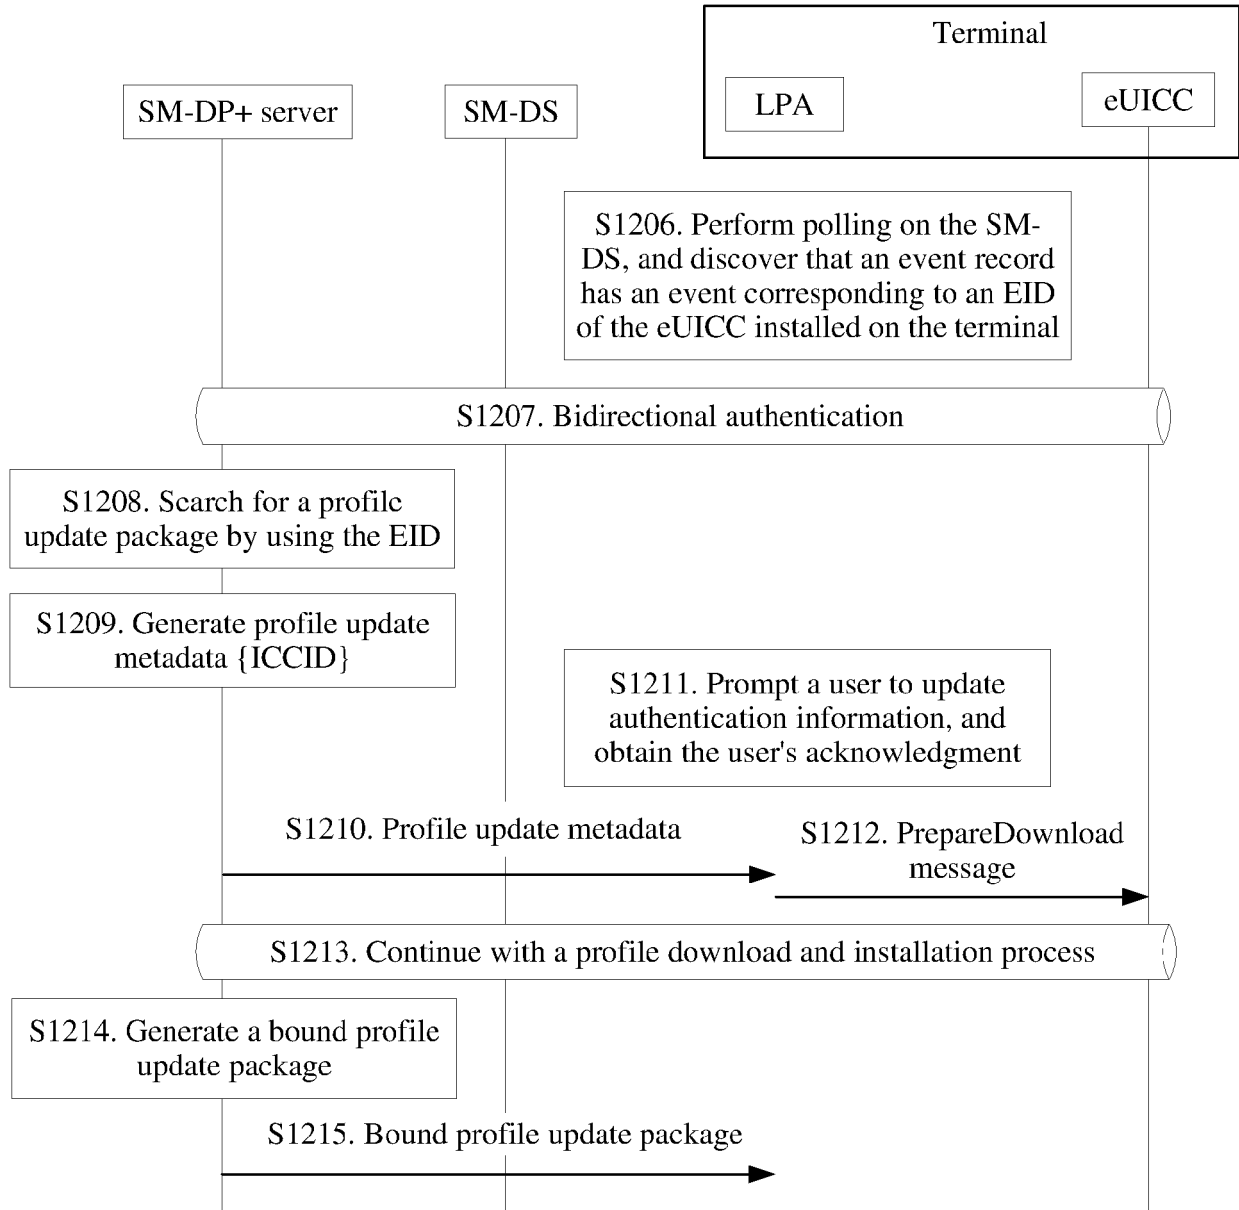 Terminal
SM-DP+ server
SM-DS
LPA
eUICC
S1206. Perform polling on the SM-
DS, and discover that an event record
has an event corresponding to an EID
of the eUICC installed on the terminal
S1207. Bidirectional authentication
S1208. Search for a profile
update package by using the EID
S1209. Generate profile update
metadata {ICCID}
S1211. Prompt a user to update
authentication information, and
obtain the user's acknowledgment
S1210. Profile update metadata
S1212. PrepareDownload
message
S1213. Continue with a profile download and installation process
S1214. Generate a bound profile
update package
S1215. Bound profile update package